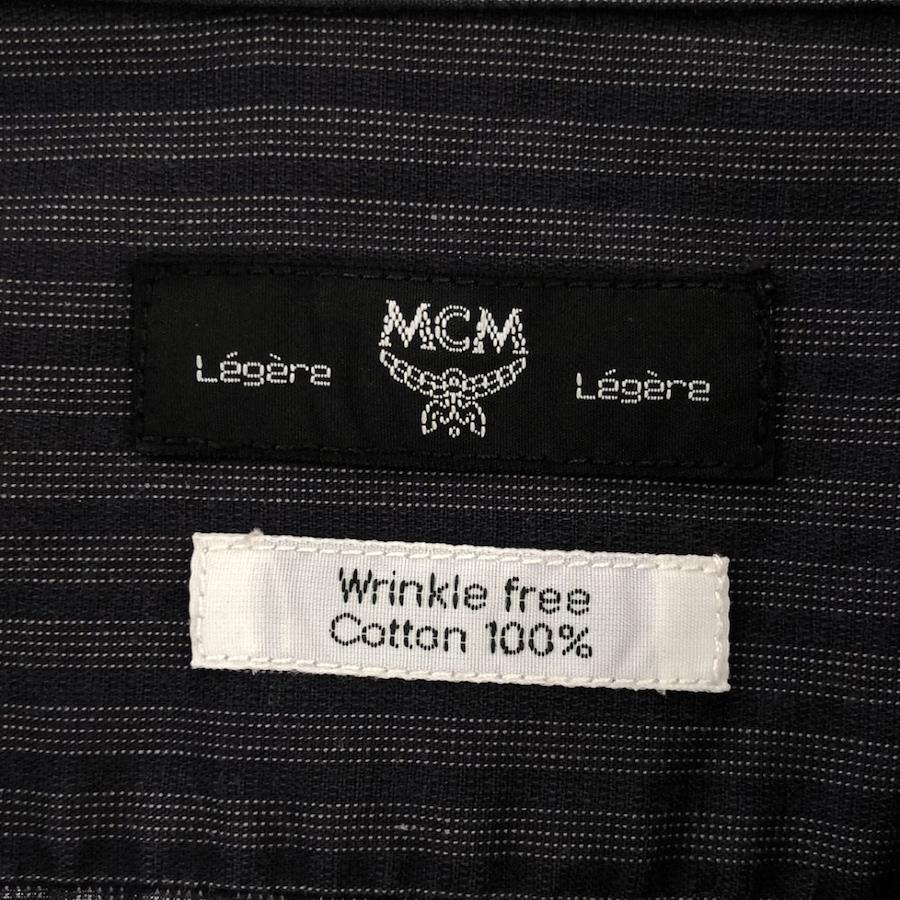 MCM
Légère Légère
Wrinkle free
Cotton 100%